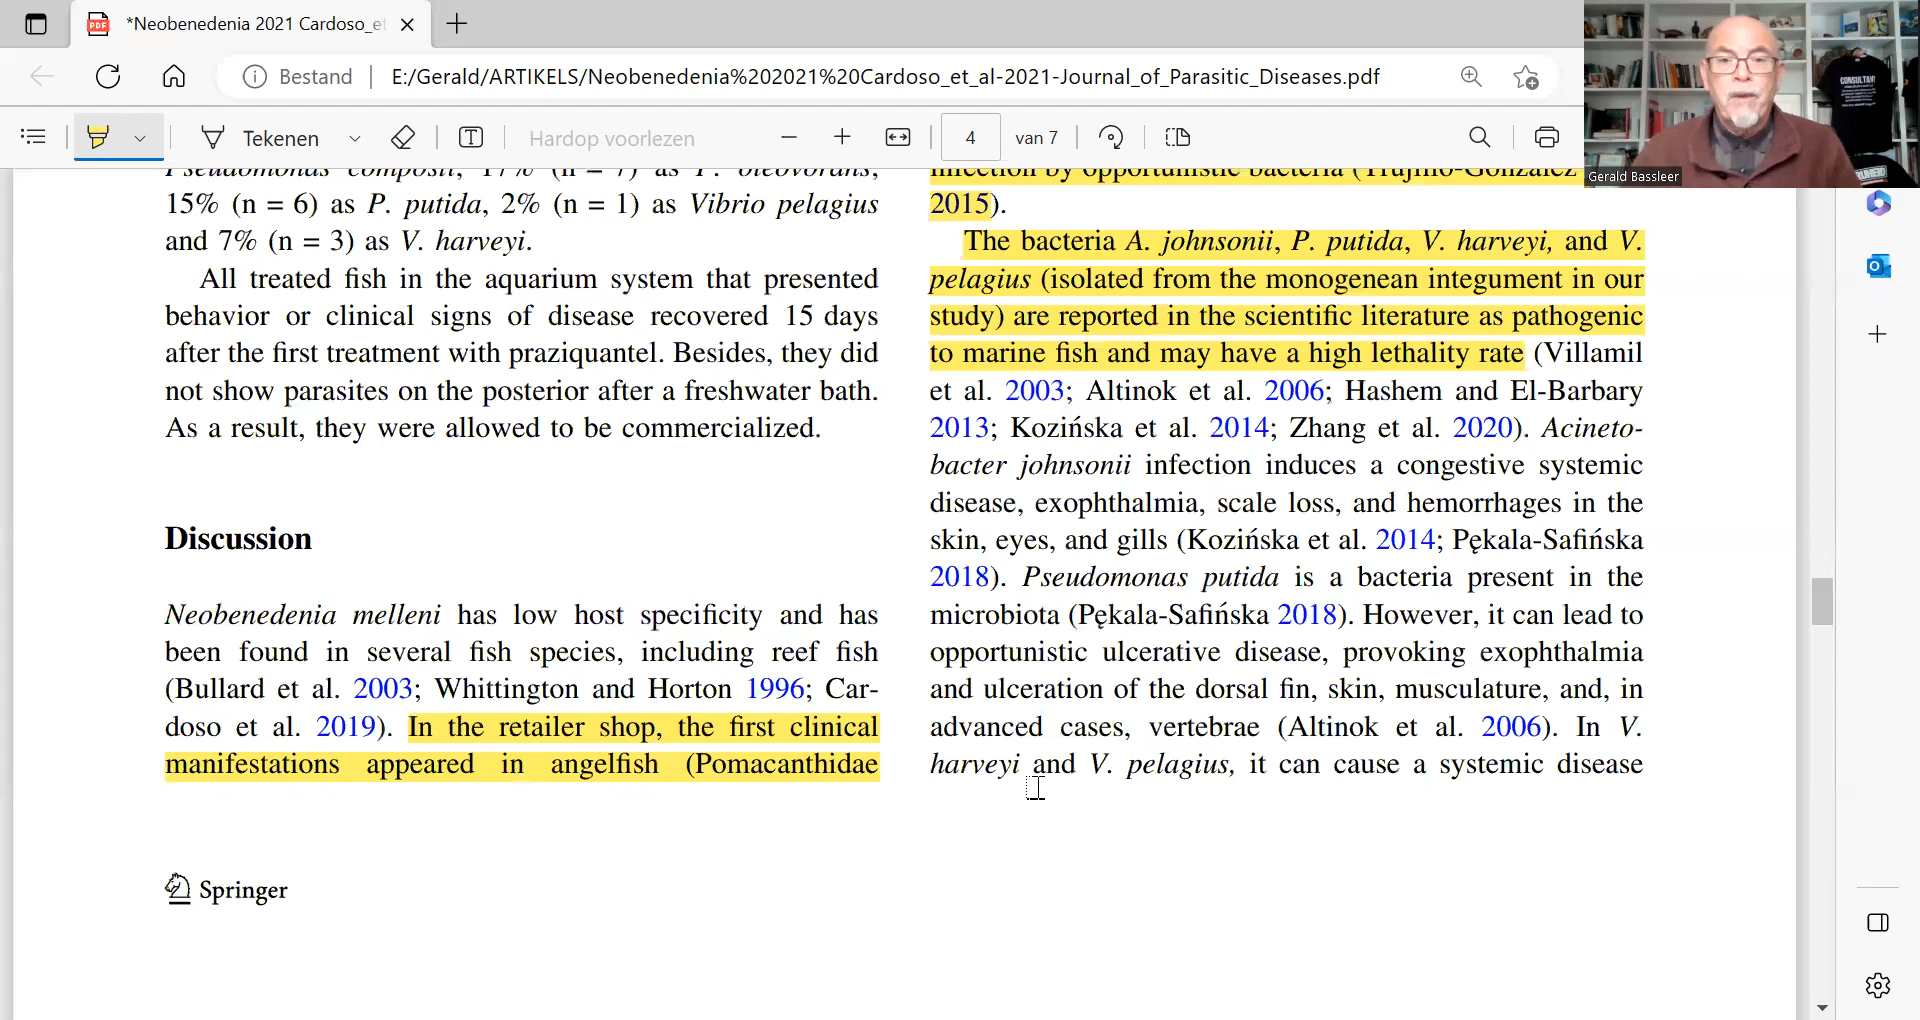 *Neobenedenia 2021 Cardoso_et
Bestand
E:/Gerald/ARTIKELS/Neobenedenia%202021%20Cardoso_et_al-2021-Journal_of_Parasitic_Diseases.pdf
Tekenen
Hardop voorlezen
4 van 7
CONSULTANT
Gerald Bassleer
Pseudomonas composti, 17% (n = 7) as P. oleovorans,
15% (n = 6) as P. putida, 2% (n = 1) as Vibrio pelagius
and 7% (n = 3) as V. harveyi.
All treated fish in the aquarium system that presented
behavior or clinical signs of disease recovered 15 days
after the first treatment with praziquantel. Besides, they did
not show parasites on the posterior after a freshwater bath.
As a result, they were allowed to be commercialized.
Discussion
Neobenedenia melleni has low host specificity and has
been found in several fish species, including reef fish
(Bullard et al. 2003; Whittington and Horton 1996; Car-
doso et al. 2019). In the retailer shop, the first clinical
manifestations appeared in angelfish (Pomacanthidae
infection by opportunistic bacteria (Trujillo-González
2015).
The bacteria A. johnsonii, P. putida, V. harveyi, and V.
pelagius (isolated from the monogenean integument in our
study) are reported in the scientific literature as pathogenic
to marine fish and may have a high lethality rate (Villamil
et al. 2003; Altinok et al. 2006; Hashem and El-Barbary
2013; Kozińska et al. 2014; Zhang et al. 2020). Acineto-
bacter johnsonii infection induces a congestive systemic
disease, exophthalmia, scale loss, and hemorrhages in the
skin, eyes, and gills (Kozińska et al. 2014; Pękala-Safińska
2018). Pseudomonas putida is a bacteria present in the
microbiota (Pękala-Safińska 2018). However, it can lead to
opportunistic ulcerative disease, provoking exophthalmia
and ulceration of the dorsal fin, skin, musculature, and, in
advanced cases, vertebrae (Altinok et al. 2006). In V.
harveyi and V. pelagius, it can cause a systemic disease
Springer